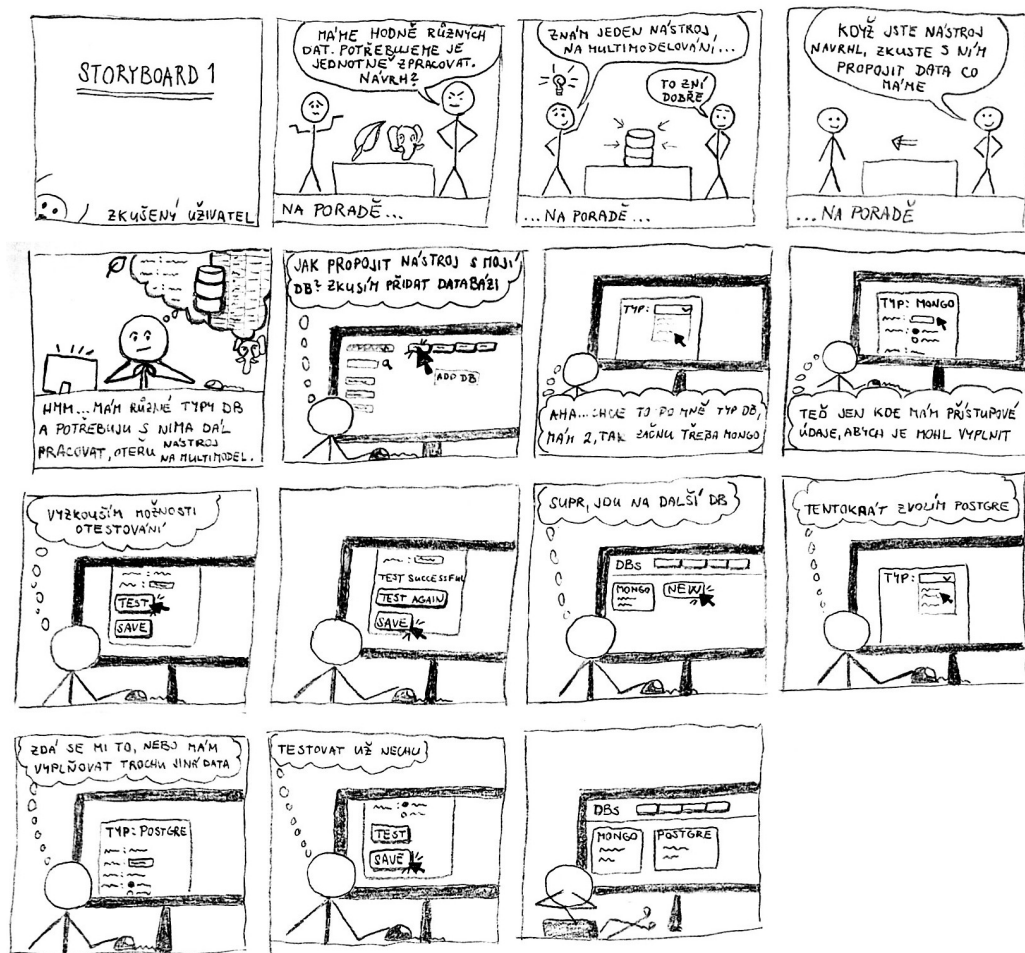 STORYBOARD 1
ZKUŠENÝ UŽIVATEL
MÁME HODNĚ RŮZNÝCH
DAT. POTŘEBUJEME JE
JEDNOTNĚ ZPRACOVAT.
NÁVRH?
NA PORADĚ...
ZNÁM JEDEN NÁSTROJ,
NA MULTIMODELOVÁNÍ...
TO ZNÍ
DOBŘE
...NA PORADĚ...
KDYŽ JSTE NÁSTROJ
NAVRHL, ZKUSTE S NÍM
PROPOJIT DATA CO
MÁME
...NA PORADĚ
HMM...MÁM RŮZNÉ TYPY DB
A POTŘEBUJU S NIMA DÁL
PRACOVAT, OTEŘU NÁSTROJ
NA MULTIMODEL.
JAK PROPOJIT NÁSTROJ S MOJÍ
DB? ZKUSÍM PŘIDAT DATABÁZI
ADD DB
TYP:
AHA...CHCE TO PO MNĚ TYP DB,
MÁM 2, TAK ZAČNU TŘEBA MONGO
TYP: MONGO
TEĎ JEN KDE MÁM PŘÍSTUPOVÉ
ÚDAJE, ABYCH JE MOHL VYPLNIT
VYZKOUŠÍM MOŽNOSTI
OTESTOVÁNÍ
TEST
SAVE
TEST SUCCESSFUL
TEST AGAIN
SAVE
SUPR, JDU NA DALŠÍ DB
DBs
MONGO
NEW
TENTOKRÁT ZVOLÍM POSTGRE
TYP:
ZDÁ SE MI TO, NEBO MÁM
VYPLŇOVAT TROCHU JINÁ DATA
TYP: POSTGRE
TESTOVAT UŽ NECHU
TEST
SAVE
DBs
MONGO
POSTGRE